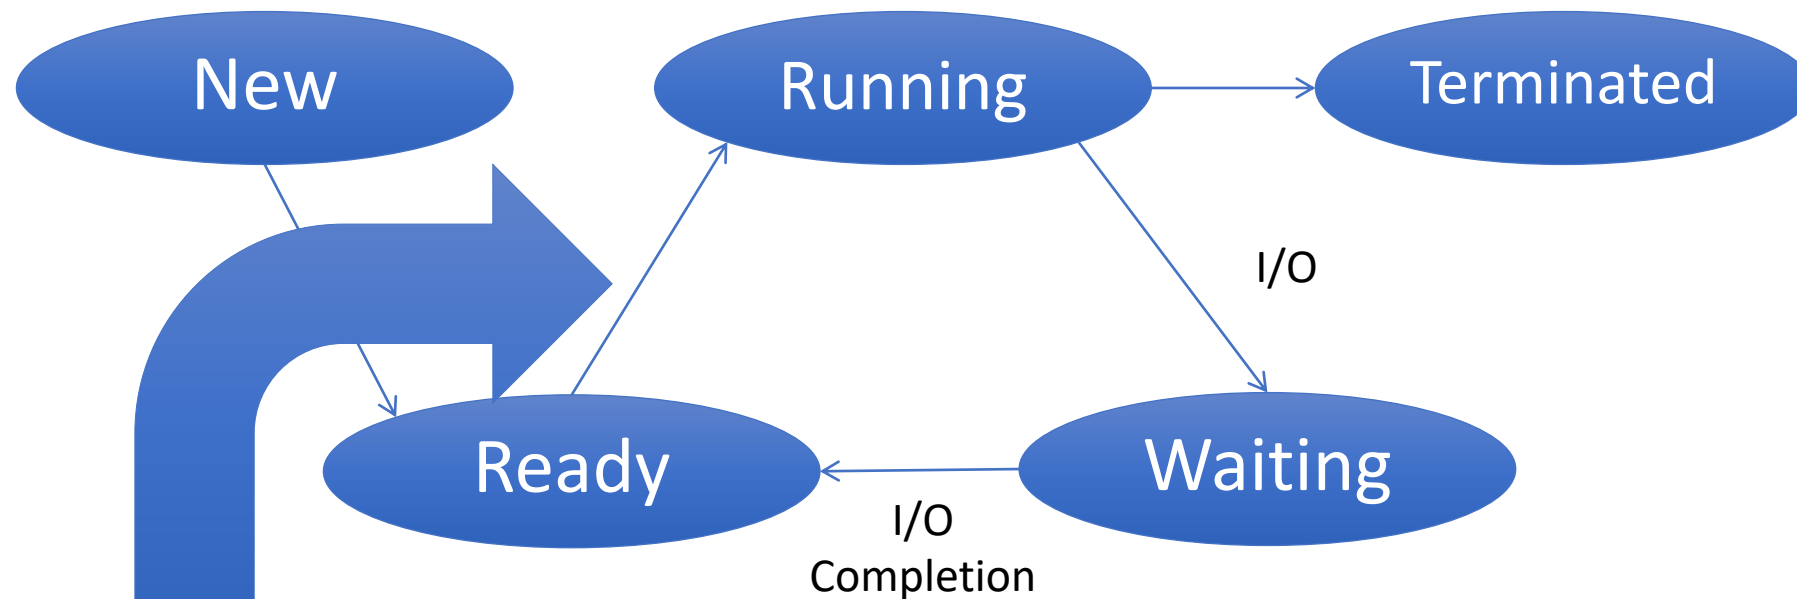 New
Running
Terminated
I/O
Ready
Waiting
I/O
Completion